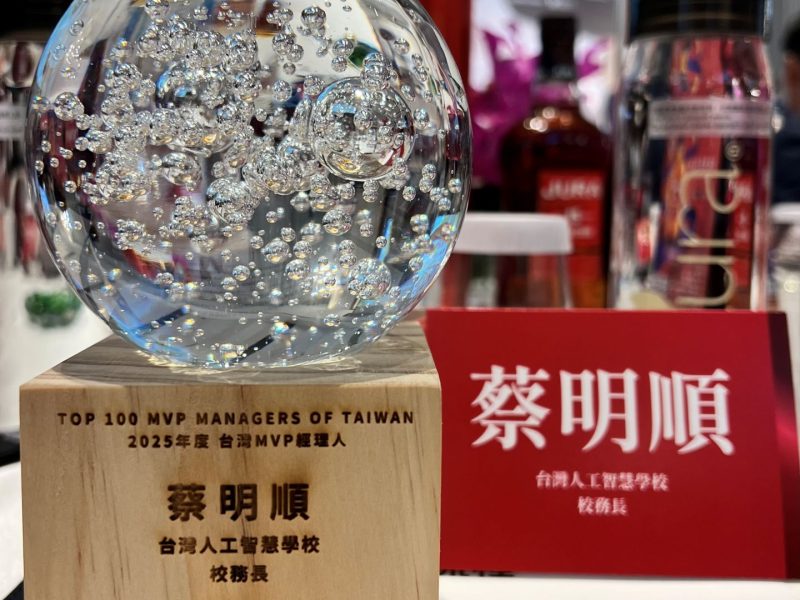 TOP 100 MVP MANAGERS OF TAIWAN
2025年度 台灣MVP經理人
蔡明順
台灣人工智慧學校
校務長
蔡明順
台灣人工智慧學校
校務長
JURA
ura